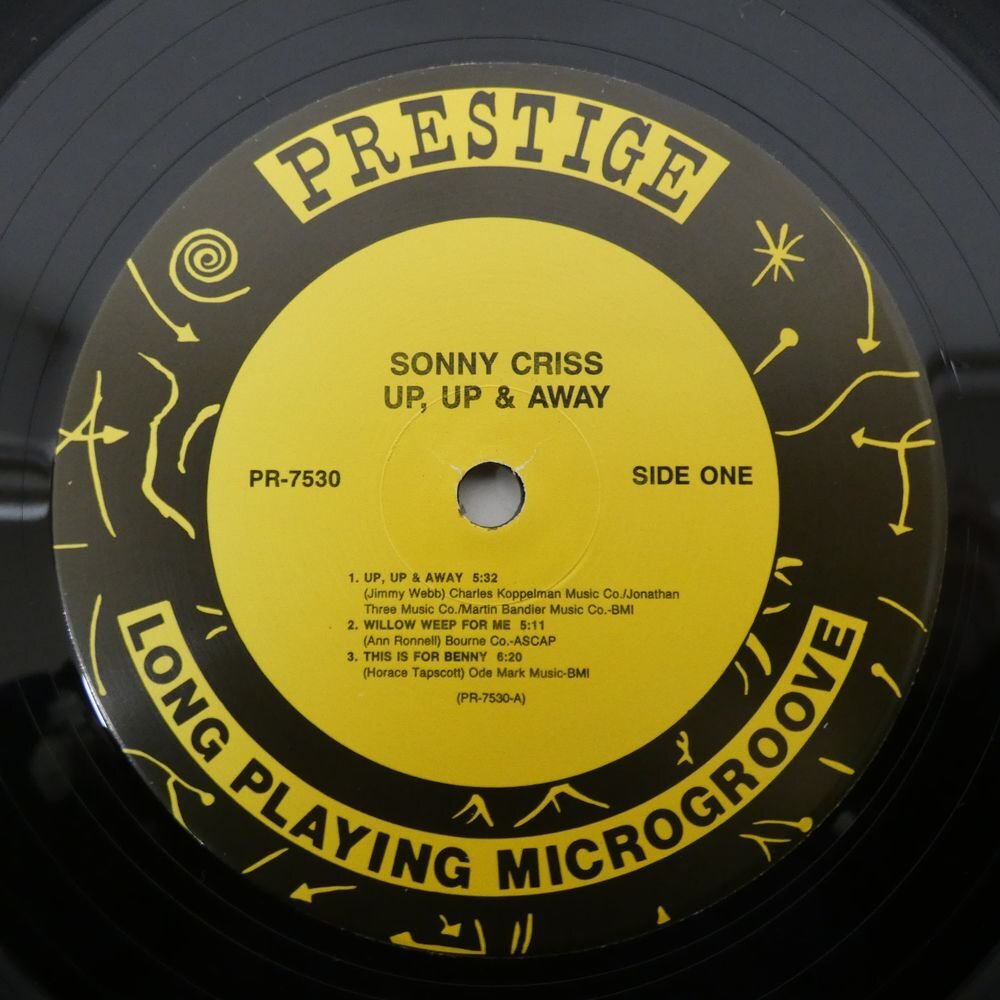 PRESTIGE
SONNY CRISS
UP, UP & AWAY
PR-7530
SIDE ONE
1. UP, UP & AWAY 5:32
(Jimmy Webb) Charles Koppelman Music Co./Jonathan
Three Music Co./Martin Bandier Music Co.-BMI
2. WILLOW WEEP FOR ME 5:11
(Ann Ronnell) Bourne Co.-ASCAP
3. THIS IS FOR BENNY 6:20
(Horace Tapscott) Ode Mark Music-BMI
(PR-7530-A)
LONG PLAYING MICROGROOVE